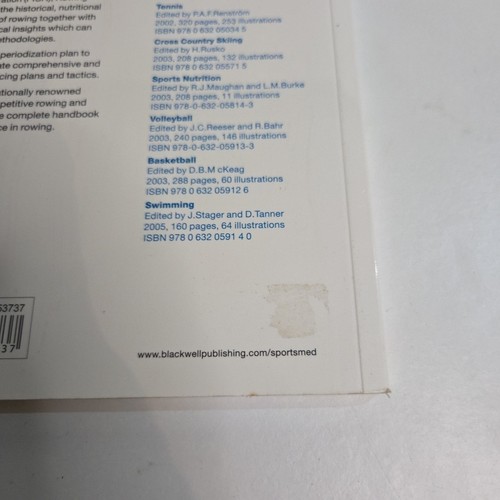 the historical, nutritional
of rowing together with
cal insights which can
thodologies.
periodization plan to
te comprehensive and
cing plans and tactics.
tionally renowned
petitive rowing and
e complete handbook
ce in rowing.
Tennis
Edited by P.A.F.Renström
2002, 320 pages, 253 illustrations
ISBN 978 0 632 05034 5
Cross Country Skiing
Edited by H.Rusko
2003, 208 pages, 132 illustrations
ISBN 978 0 632 05571 5
Sports Nutrition
Edited by R.J.Maughan and L.M.Burke
2003, 208 pages, 11 illustrations
ISBN 978-0-632-05814-3
Volleyball
Edited by J.C.Reeser and R.Bahr
2003, 240 pages, 146 illustrations
ISBN 978-0-632-05913-3
Basketball
Edited by D.B.McKeag
2003, 288 pages, 60 illustrations
ISBN 978 0 632 05912 6
Swimming
Edited by J.Stager and D.Tanner
2005, 160 pages, 64 illustrations
ISBN 978 0 632 0591 4 0
53737
37
www.blackwellpublishing.com/sportsmed